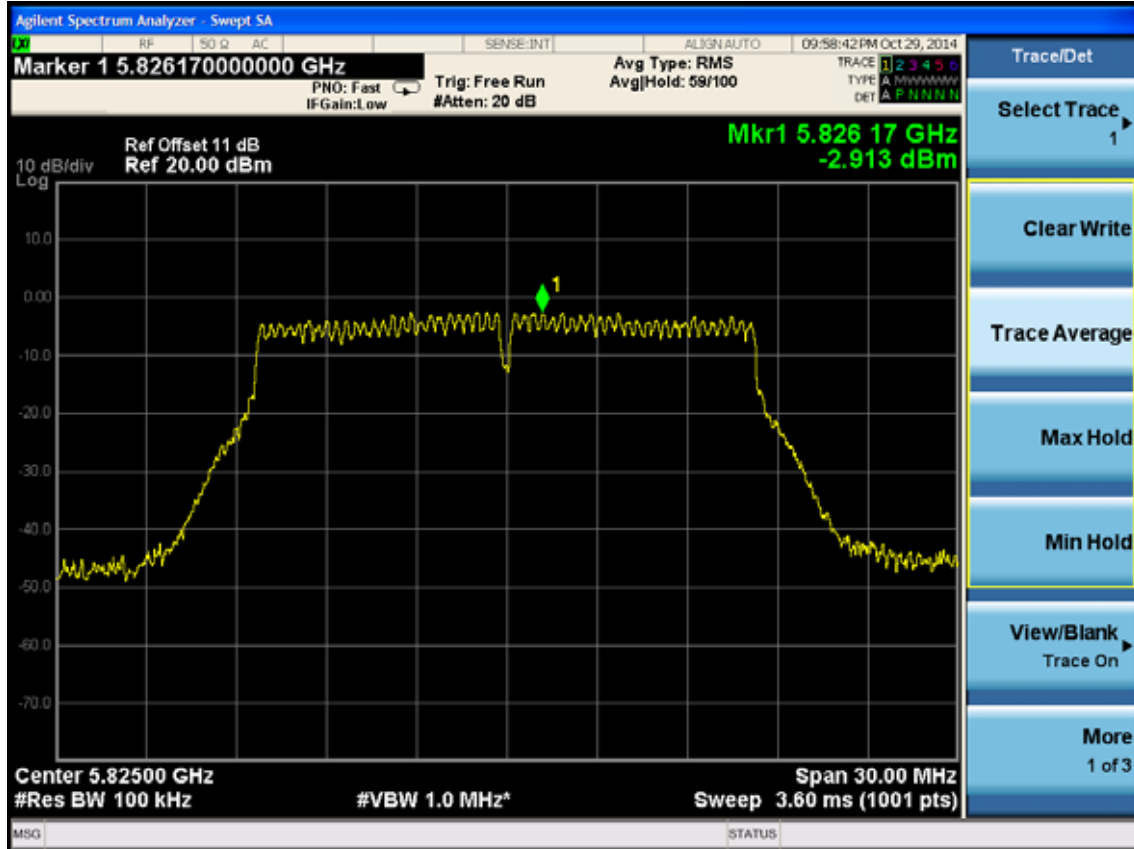 Agilent Spectrum Analyzer - Swept SA
LXI RF 50 Ω AC SENSE:INT ALIGNAUTO 09:58:42 PM Oct 29, 2014
Marker 1 5.826170000000 GHz
PNO: Fast
IFGain:Low
Trig: Free Run
#Atten: 20 dB
Avg Type: RMS
Avg|Hold: 59/100
TRACE 1 2 3 4 5 6
TYPE A MWWWWW
DET A P N N N N
Mkr1 5.826 17 GHz
-2.913 dBm
Ref Offset 11 dB
10 dB/div Ref 20.00 dBm
Log
10.0
0.00
-10.0
-20.0
-30.0
-40.0
-50.0
-60.0
-70.0
1
Center 5.82500 GHz
Span 30.00 MHz
#Res BW 100 kHz
#VBW 1.0 MHz*
Sweep 3.60 ms (1001 pts)
MSG
STATUS
Trace/Det
Select Trace
1
Clear Write
Trace Average
Max Hold
Min Hold
View/Blank
Trace On
More
1 of 3